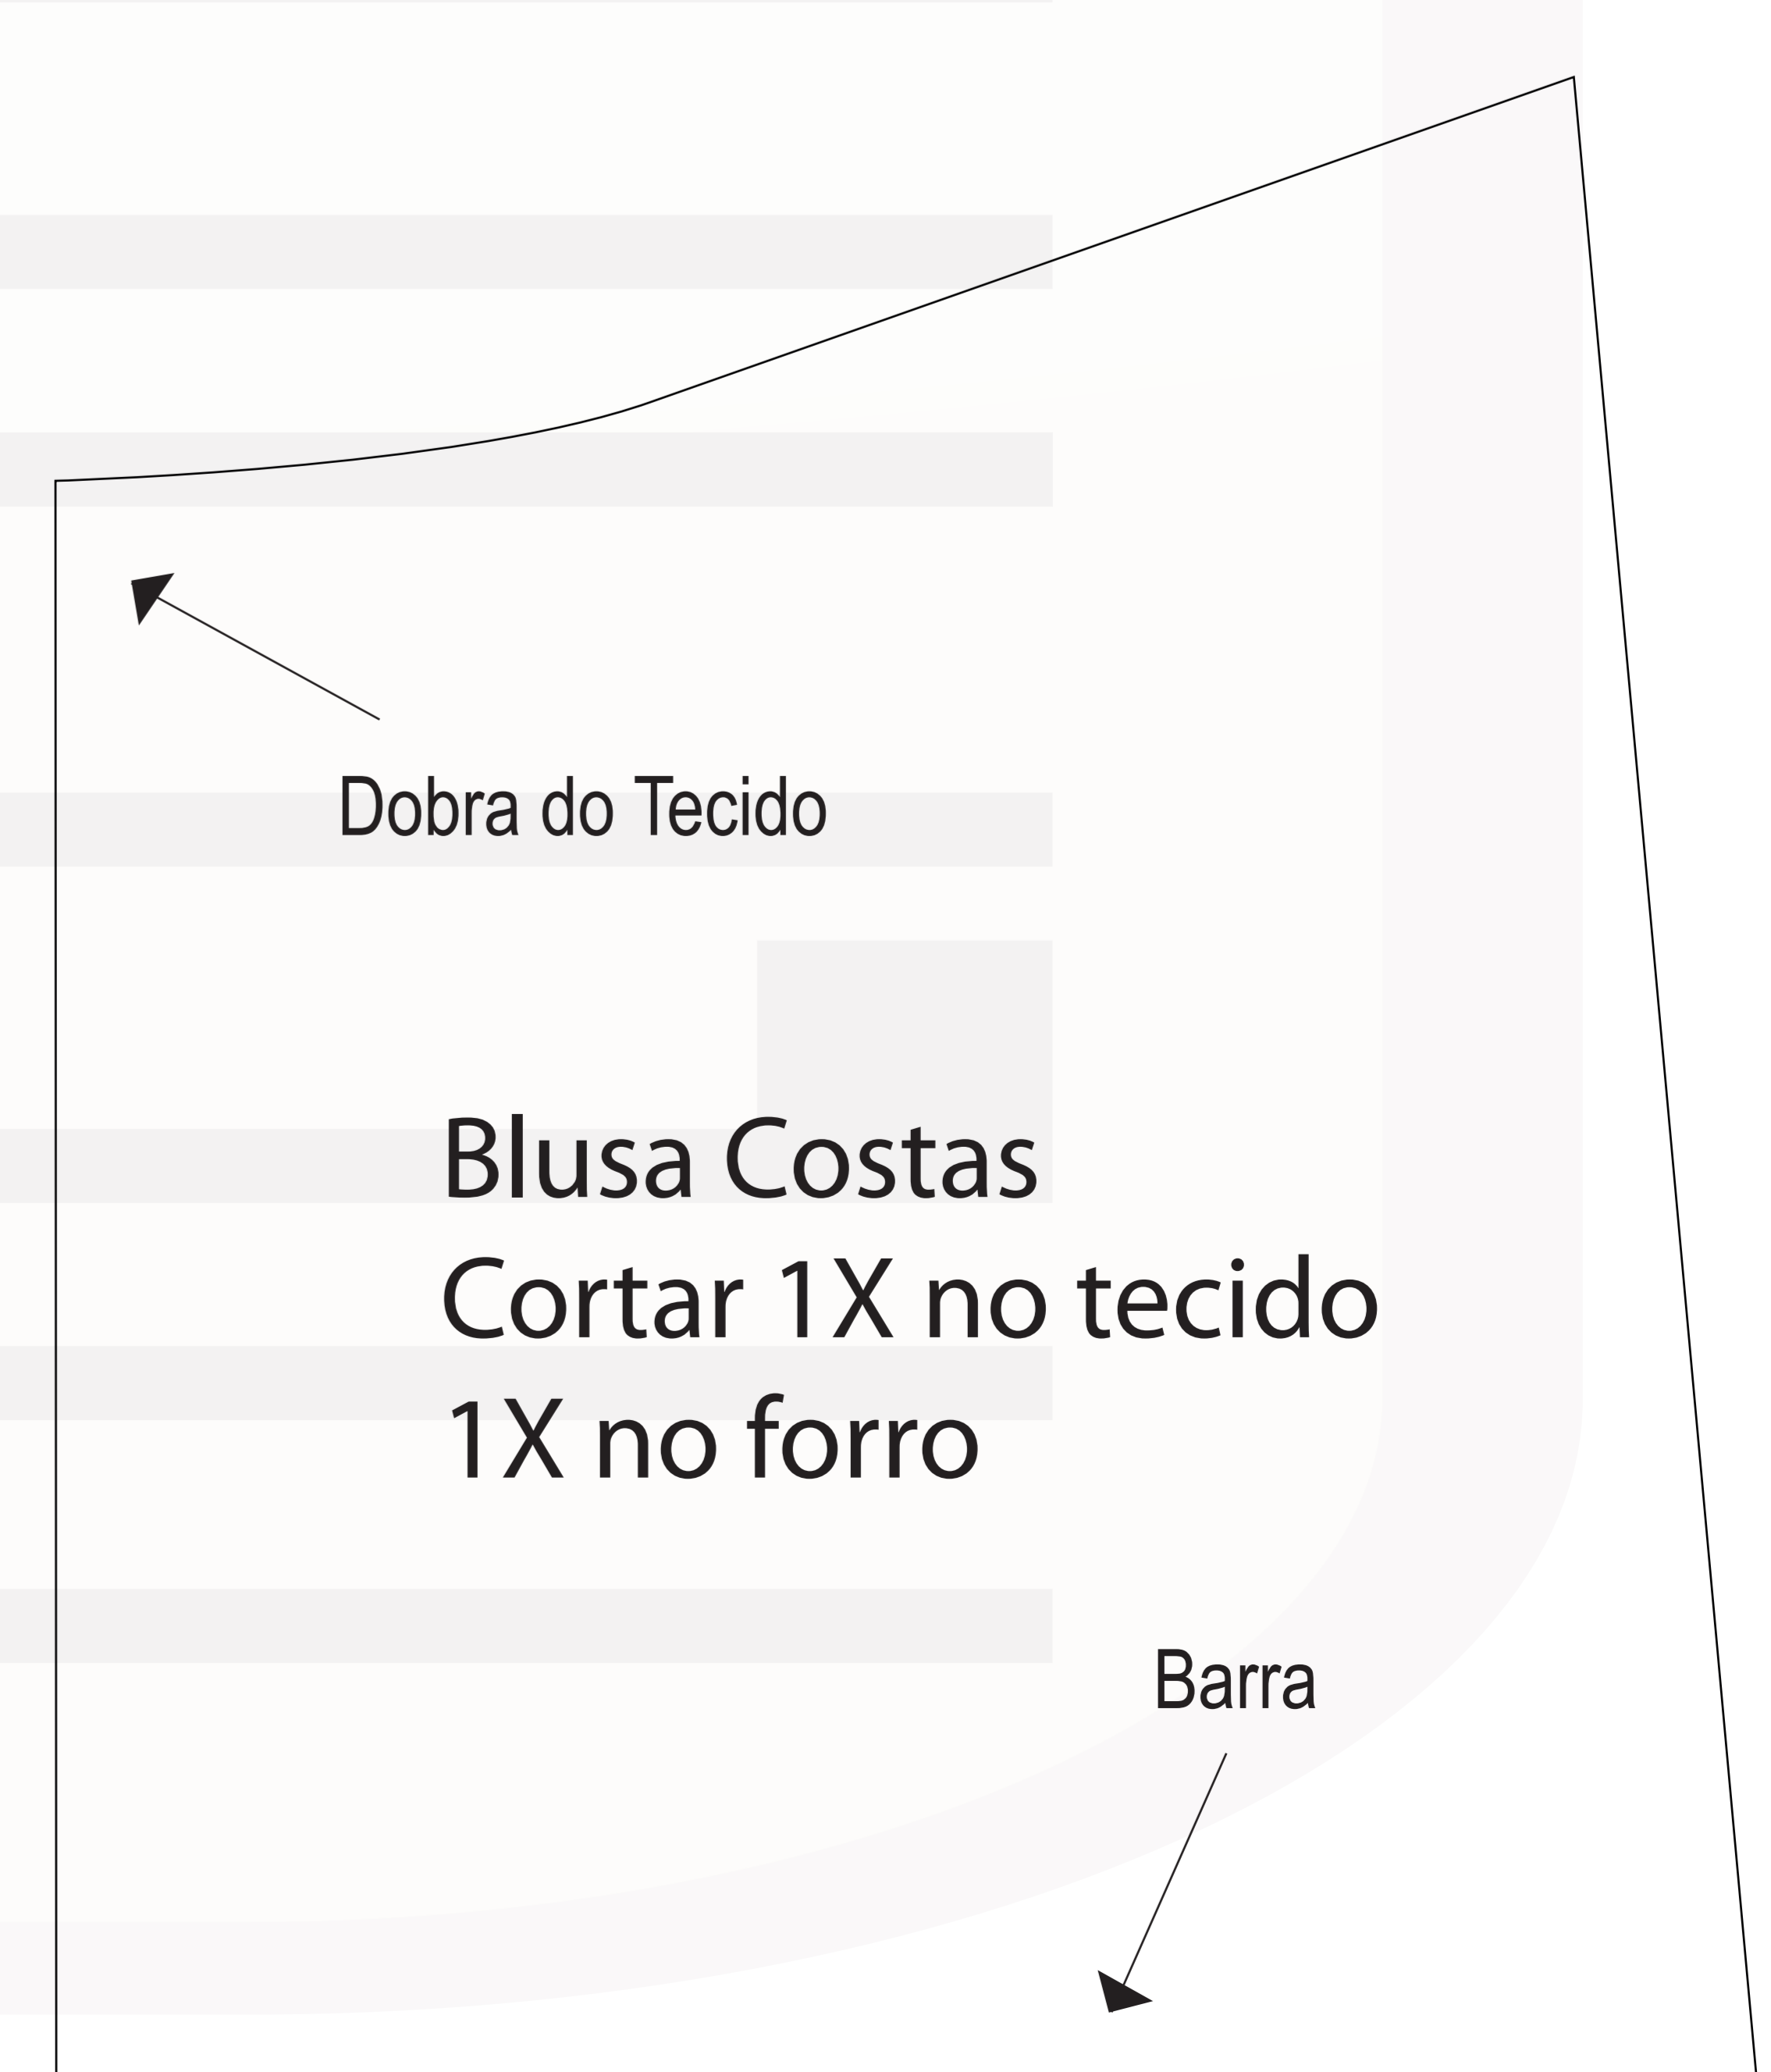 Dobra do Tecido
Blusa Costas
Cortar 1X no tecido
1X no forro
Barra